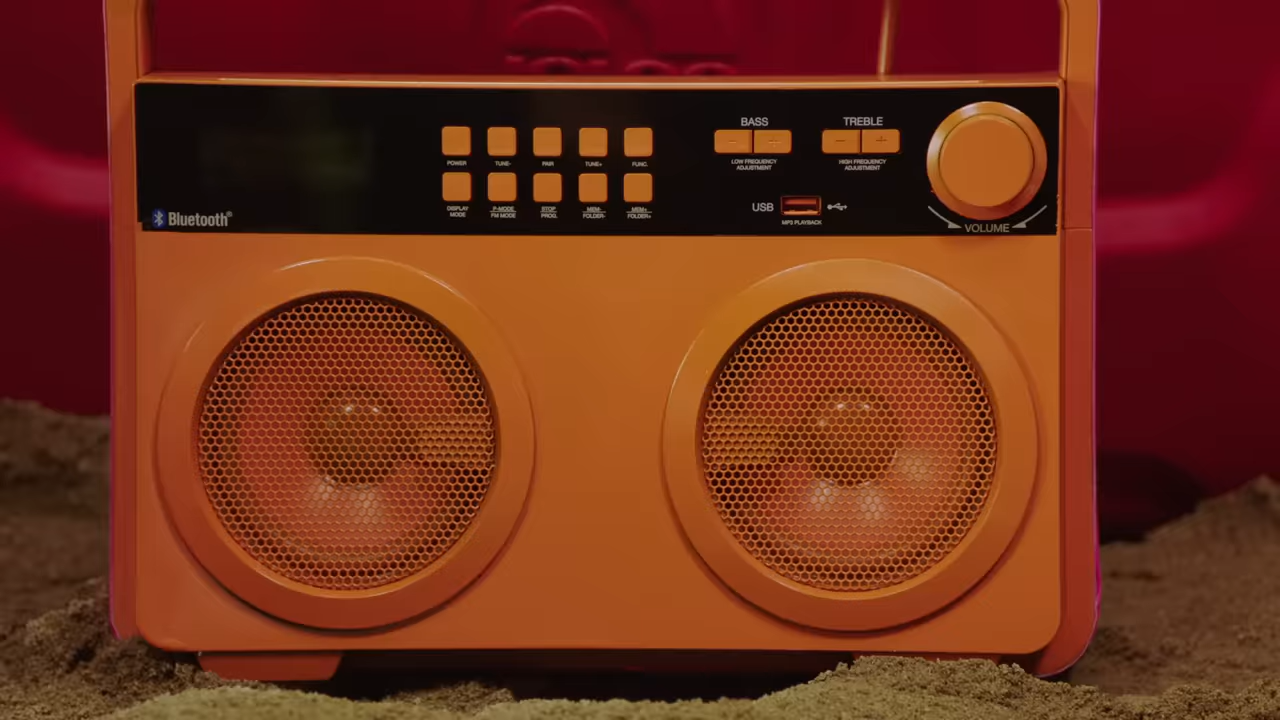 BASS
TREBLE
LOW FREQUENCY
ADJUSTMENT
HIGH FREQUENCY
ADJUSTMENT
POWER
TUNE-
PAIR
TUNE+
FUNC.
DISPLAY
MODE
P-MODE
FM MODE
STOP
PROG.
MEM-
FOLDER-
MEM+
FOLDER+
USB
MP3 PLAYBACK
Bluetooth®
VOLUME